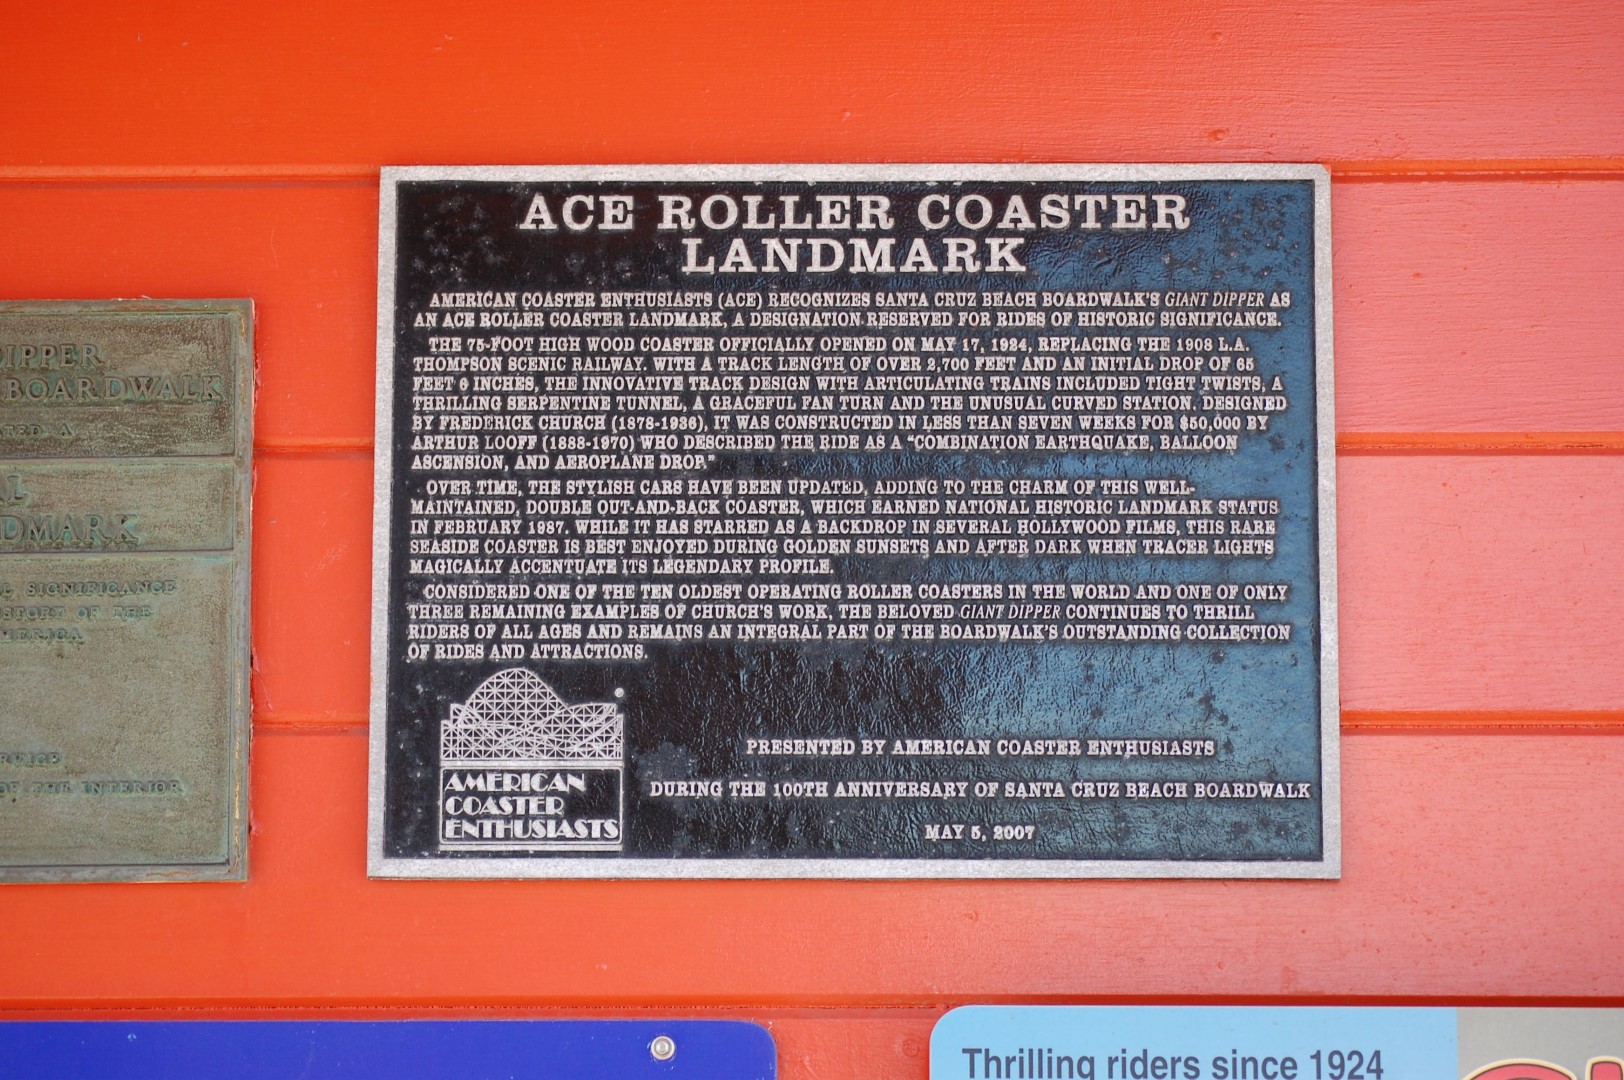 DIPPER
BOARDWALK
A
DMARK
SIGNIFICANCE
OF THE
OF THE INTERIOR
ACE ROLLER COASTER
LANDMARK
AMERICAN COASTER ENTHUSIASTS (ACE) RECOGNIZES SANTA CRUZ BEACH BOARDWALK'S GIANT DIPPER AS
AN ACE ROLLER COASTER LANDMARK, A DESIGNATION RESERVED FOR RIDES OF HISTORIC SIGNIFICANCE.
THE 75-FOOT HIGH WOOD COASTER OFFICIALLY OPENED ON MAY 17, 1924, REPLACING THE 1908 L.A.
THOMPSON SCENIC RAILWAY. WITH A TRACK LENGTH OF OVER 2,700 FEET AND AN INITIAL DROP OF 65
FEET 6 INCHES, THE INNOVATIVE TRACK DESIGN WITH ARTICULATING TRAINS INCLUDED TIGHT TWISTS, A
THRILLING SERPENTINE TUNNEL, A GRACEFUL FAN TURN AND THE UNUSUAL CURVED STATION. DESIGNED
BY FREDERICK CHURCH (1878-1936), IT WAS CONSTRUCTED IN LESS THAN SEVEN WEEKS FOR $50,000 BY
ARTHUR LOOFF (1888-1970) WHO DESCRIBED THE RIDE AS A "COMBINATION EARTHQUAKE, BALLOON
ASCENSION, AND AEROPLANE DROP."
OVER TIME, THE STYLISH CARS HAVE BEEN UPDATED, ADDING TO THE CHARM OF THIS WELL-
MAINTAINED, DOUBLE OUT-AND-BACK COASTER, WHICH EARNED NATIONAL HISTORIC LANDMARK STATUS
IN FEBRUARY 1987. WHILE IT HAS STARRED AS A BACKDROP IN SEVERAL HOLLYWOOD FILMS, THIS RARE
SEASIDE COASTER IS BEST ENJOYED DURING GOLDEN SUNSETS AND AFTER DARK WHEN TRACER LIGHTS
MAGICALLY ACCENTUATE ITS LEGENDARY PROFILE.
CONSIDERED ONE OF THE TEN OLDEST OPERATING ROLLER COASTERS IN THE WORLD AND ONE OF ONLY
THREE REMAINING EXAMPLES OF CHURCH'S WORK, THE BELOVED GIANT DIPPER CONTINUES TO THRILL
RIDERS OF ALL AGES AND REMAINS AN INTEGRAL PART OF THE BOARDWALK'S OUTSTANDING COLLECTION
OF RIDES AND ATTRACTIONS.
AMERICAN
COASTER
ENTHUSIASTS
PRESENTED BY AMERICAN COASTER ENTHUSIASTS
DURING THE 100TH ANNIVERSARY OF SANTA CRUZ BEACH BOARDWALK
MAY 5, 2007
Thrilling riders since 1924